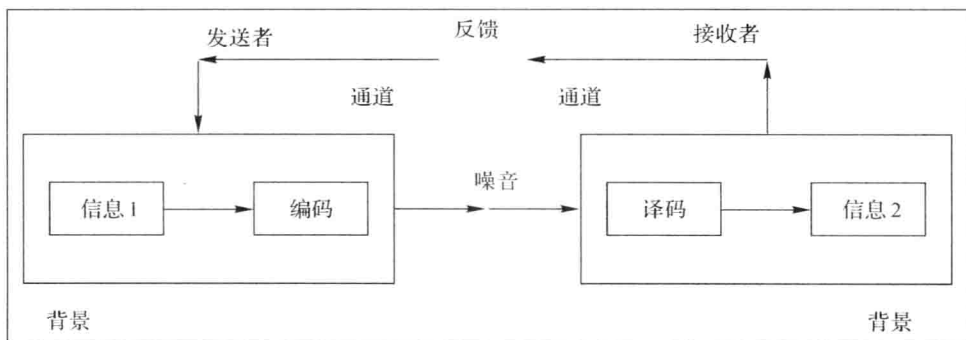 发送者 反馈 接收者
通道 通道
噪音
信息1 编码 译码 信息2
背景 背景